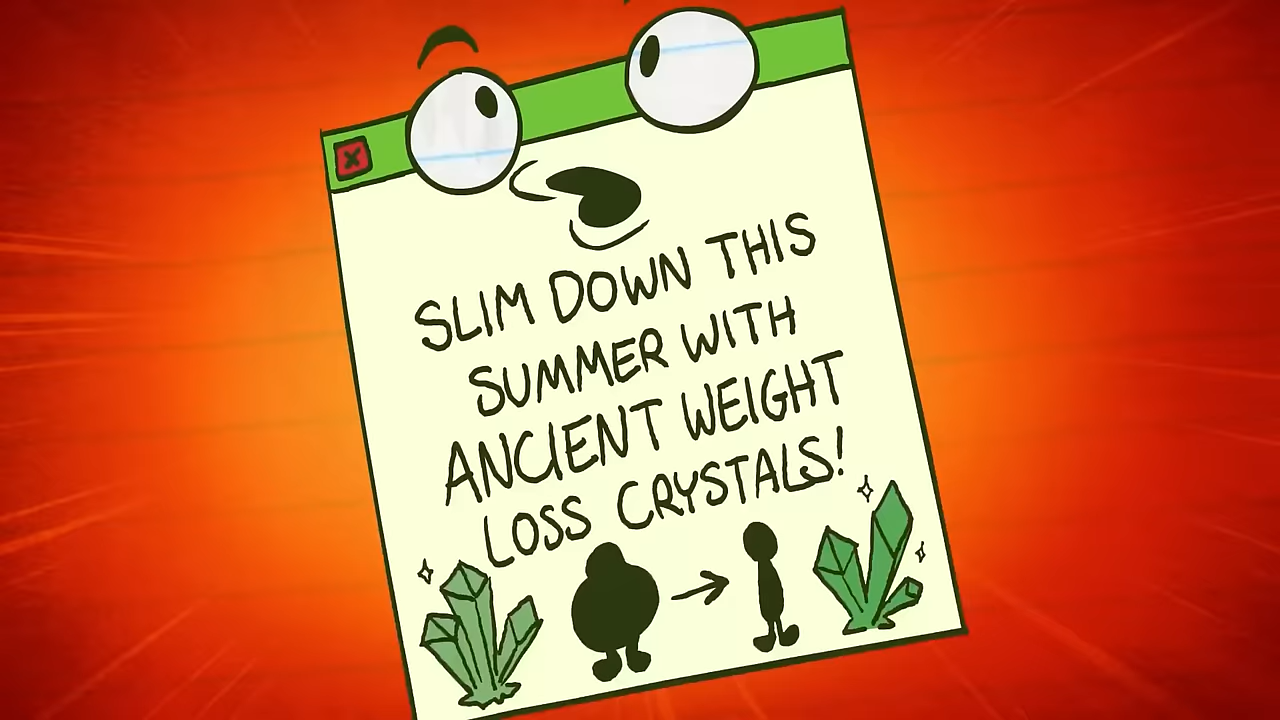 X
SLIM DOWN THIS
SUMMER WITH
ANCIENT WEIGHT
LOSS CRYSTALS!